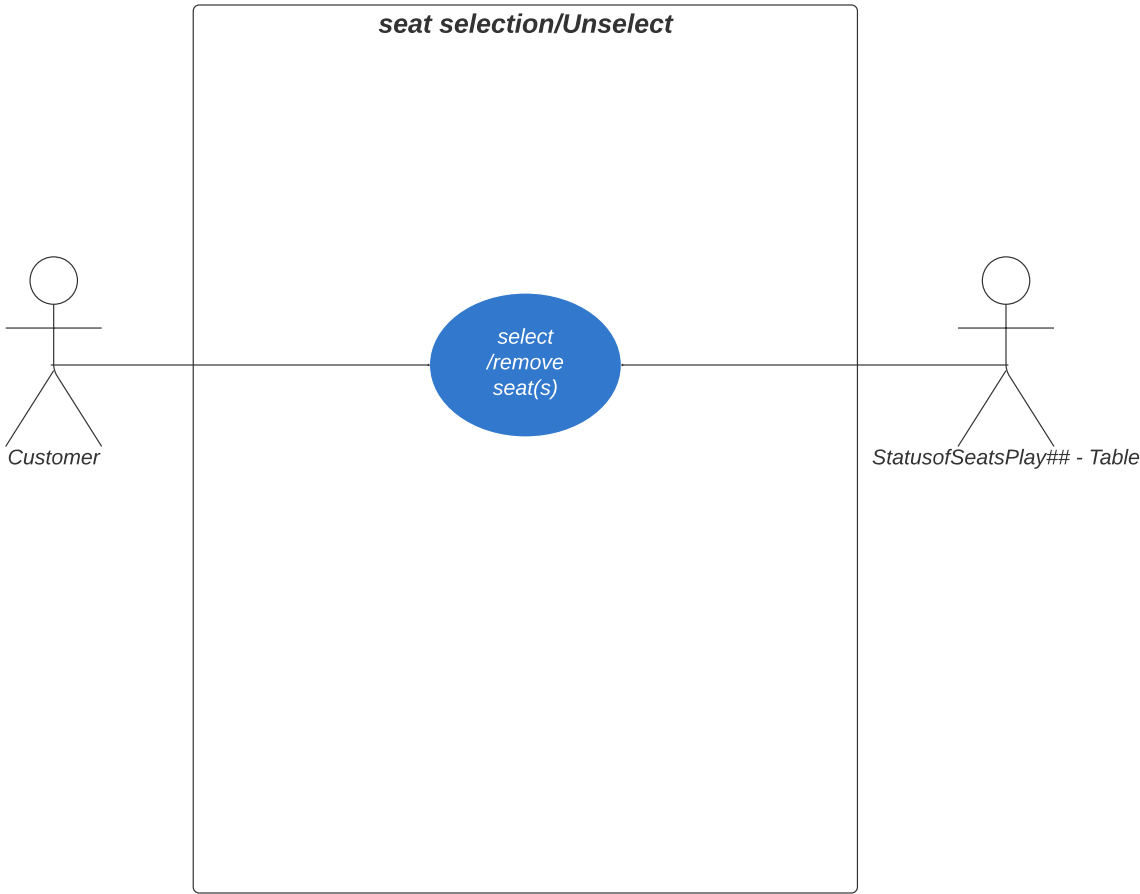 seat selection/Unselect
select
/remove
seat(s)
Customer
StatusofSeatsPlay## - Table